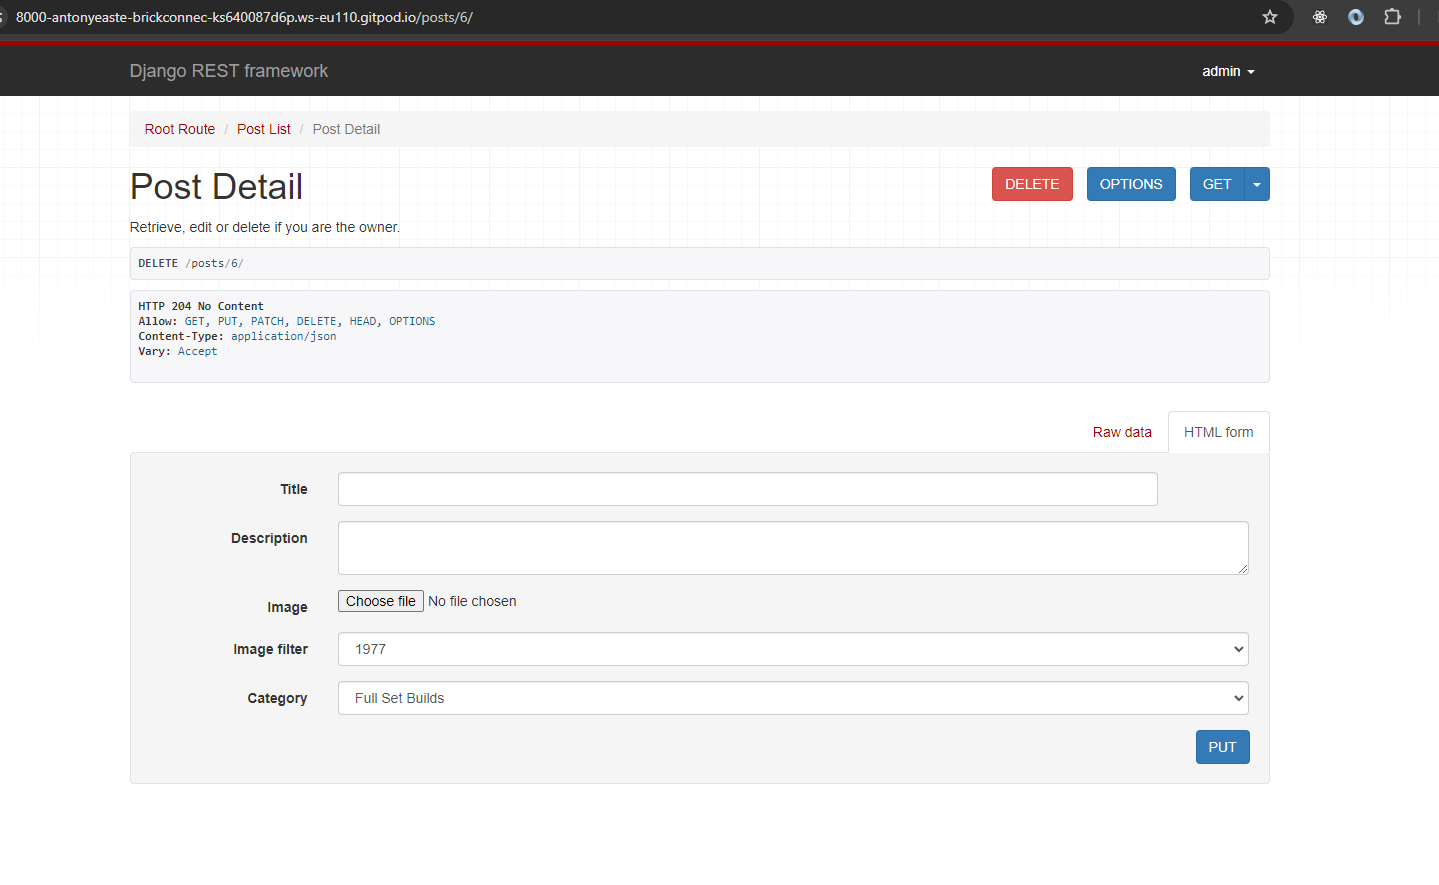 8000-antonyeaste-brickconnec-ks640087d6p.ws-eu110.gitpod.io/posts/6/
Django REST framework
admin
Root Route / Post List / Post Detail
Post Detail
DELETE
OPTIONS
GET
Retrieve, edit or delete if you are the owner.
DELETE /posts/6/
HTTP 204 No Content
Allow: GET, PUT, PATCH, DELETE, HEAD, OPTIONS
Content-Type: application/json
Vary: Accept
Raw data
HTML form
Title
Description
Image
Choose file No file chosen
Image filter
1977
Category
Full Set Builds
PUT